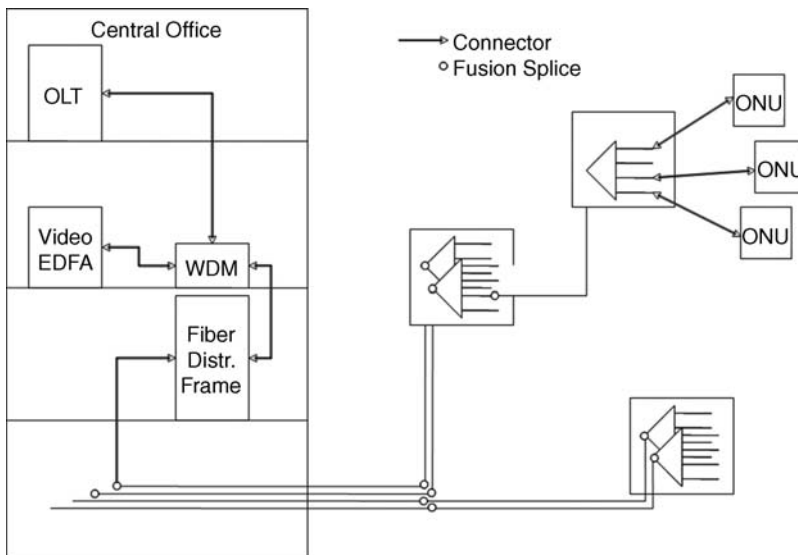 Central Office
Connector
Fusion Splice
OLT
ONU
ONU
ONU
Video
EDFA
WDM
Fiber
Distr.
Frame